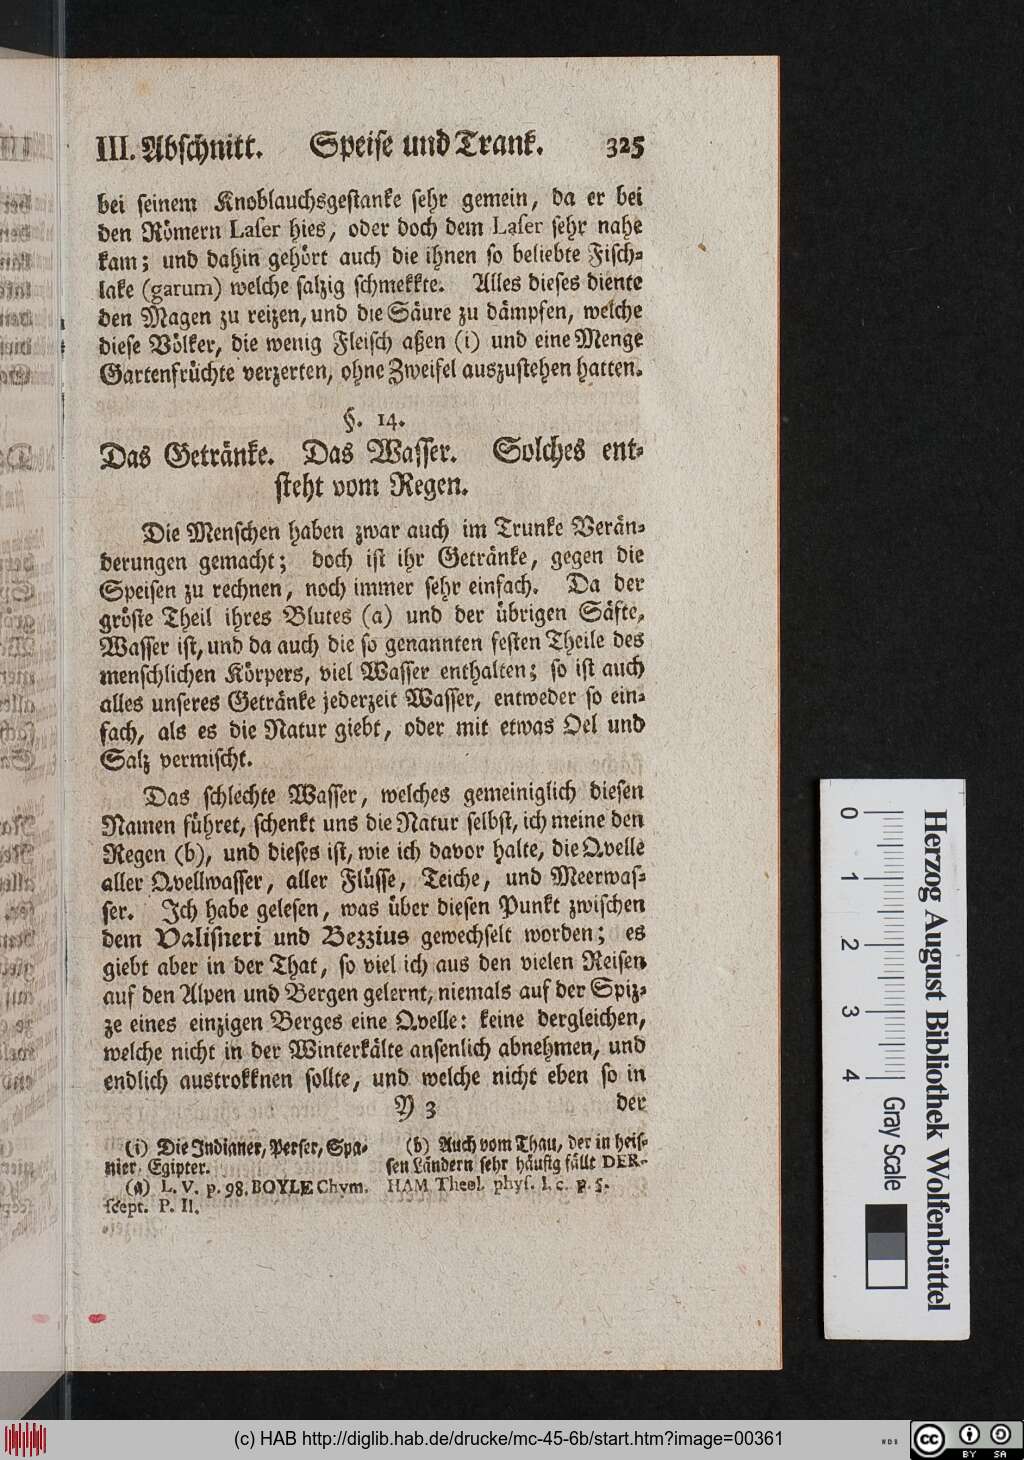 III. Abschnitt. Speise und Trank. 325
bei seinem Knoblauchsgestanke sehr gemein, da er bei
den Römern Laser hies, oder doch dem Laser sehr nahe
kam; und dahin gehört auch die ihnen so beliebte Fisch-
lake (garum) welche salzig schmekkte. Alles dieses diente
den Magen zu reizen, und die Säure zu dämpfen, welche
diese Völker, die wenig Fleisch aßen (i) und eine Menge
Gartenfrüchte verzerten, ohne Zweifel auszustehen hatten.
§. 14.
Das Getränke. Das Wasser. Solches ent-
steht vom Regen.
Die Menschen haben zwar auch im Trunke Verän-
derungen gemacht; doch ist ihr Getränke, gegen die
Speisen zu rechnen, noch immer sehr einfach. Da der
gröste Theil ihres Blutes (a) und der übrigen Säfte,
Wasser ist, und da auch die so genannten festen Theile des
menschlichen Körpers, viel Wasser enthalten; so ist auch
alles unseres Getränke jederzeit Wasser, entweder so ein-
fach, als es die Natur giebt, oder mit etwas Oel und
Salz vermischt.
Das schlechte Wasser, welches gemeiniglich diesen
Namen führet, schenkt uns die Natur selbst, ich meine den
Regen (b), und dieses ist, wie ich davor halte, die Qvelle
aller Qvellwasser, aller Flüsse, Teiche, und Meerwas-
ser. Ich habe gelesen, was über diesen Punkt zwischen
dem Valisneri und Bezzius gewechselt worden; es
giebt aber in der That, so viel ich aus den vielen Reisen
auf den Alpen und Bergen gelernt, niemals auf der Spiz-
ze eines einzigen Berges eine Qvelle: keine dergleichen,
welche nicht in der Winterkälte ansenlich abnehmen, und
endlich austrokknen sollte, und welche nicht eben so in
Y 3 der
(i) Die Indianer, Perser, Spa-
nier, Egipter.
(a) L. V. p. 98. BOYLE Chym.
scept. P. II.
(b) Auch vom Thau, der in heis-
sen Ländern sehr häufig fällt DER-
HAM Theol. phys. l. c. p. 5.
0 1 2 3 4 Gray Scale
Herzog August Bibliothek Wolfenbüttel
(c) HAB http://diglib.hab.de/drucke/mc-45-6b/start.htm?image=00361
cc BY SA